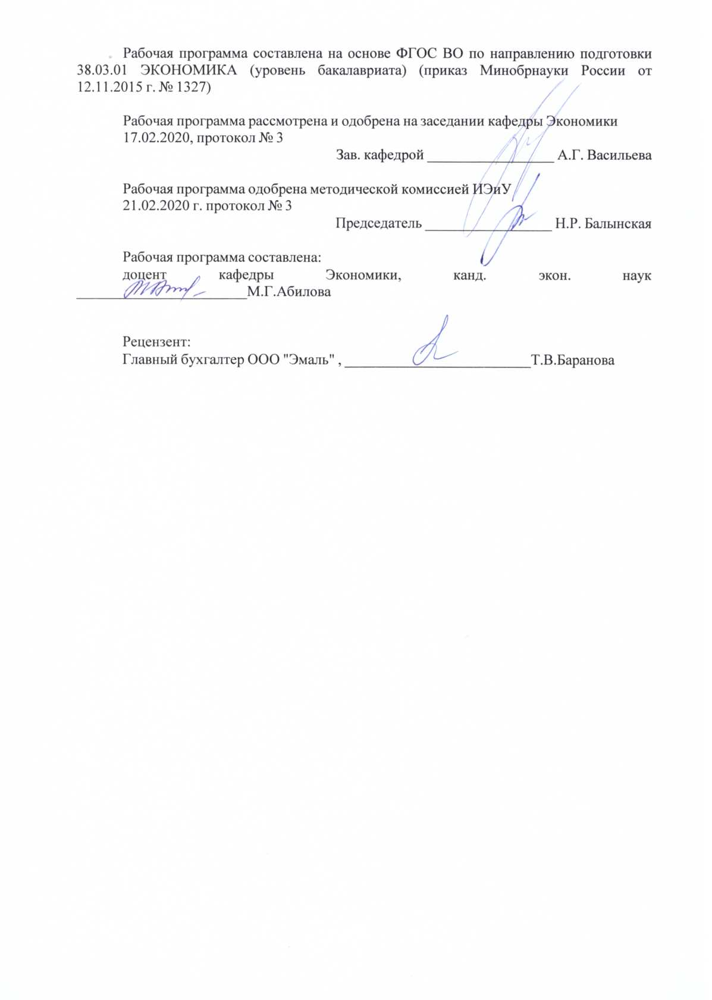 Рабочая программа составлена на основе ФГОС ВО по направлению подготовки
38.03.01 ЭКОНОМИКА (уровень бакалавриата) (приказ Минобрнауки России от
12.11.2015 г. № 1327)
Рабочая программа рассмотрена и одобрена на заседании кафедры Экономики
17.02.2020, протокол № 3
Зав. кафедрой _________________ А.Г. Васильева
Рабочая программа одобрена методической комиссией ИЭиУ
21.02.2020 г. протокол № 3
Председатель _________________ Н.Р. Балынская
Рабочая программа составлена:
доцент кафедры Экономики, канд. экон. наук
_______________________М.Г.Абилова
Рецензент:
Главный бухгалтер ООО "Эмаль" , _________________________Т.В.Баранова